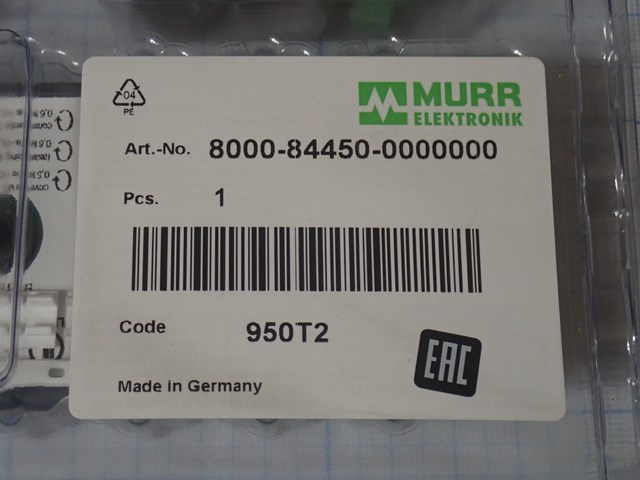 04
PE
MURR
ELEKTRONIK
Art.-No. 8000-84450-0000000
Pcs. 1
Code 950T2
EAC
Made in Germany